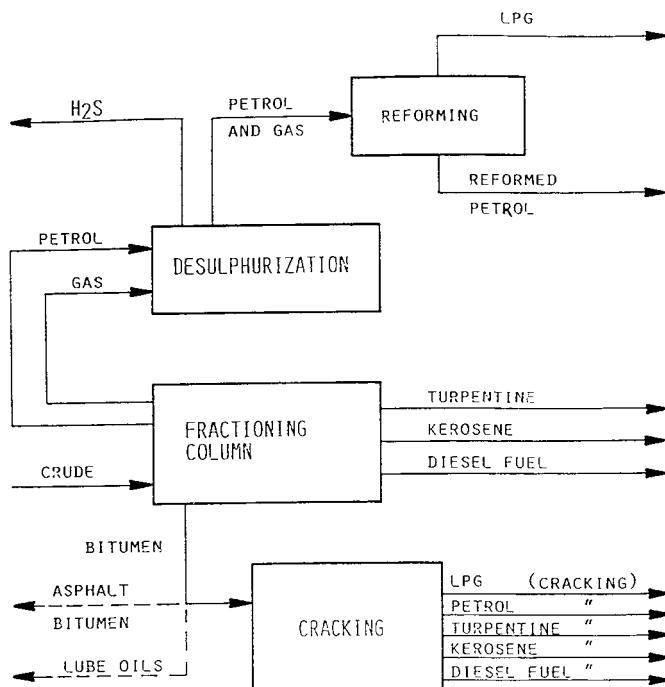 LPG
H2S
PETROL
AND GAS
REFORMING
REFORMED
PETROL
PETROL
DESULPHURIZATION
GAS
TURPENTINE
FRACTIONING
COLUMN
KEROSENE
DIESEL FUEL
CRUDE
BITUMEN
ASPHALT
BITUMEN
LUBE OILS
CRACKING
LPG (CRACKING)
PETROL "
TURPENTINE "
KEROSENE "
DIESEL FUEL "